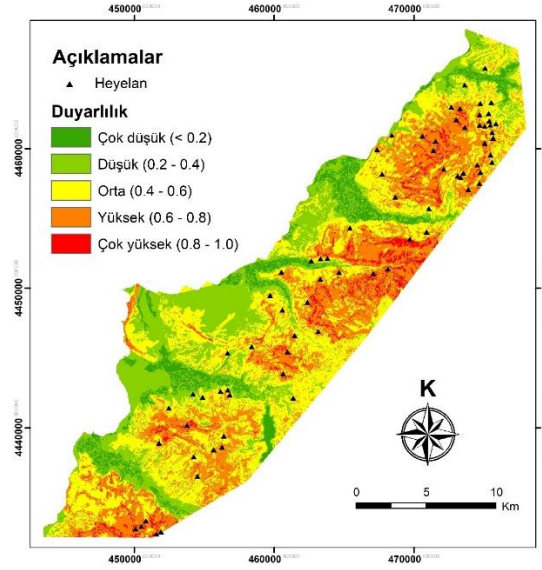 450000 460000 470000
Açıklamalar
Heyelan
Duyarlılık
Çok düşük (< 0.2)
Düşük (0.2 - 0.4)
Orta (0.4 - 0.6)
Yüksek (0.6 - 0.8)
Çok yüksek (0.8 - 1.0)
4460000
4450000
4440000
K
0 5 10
Km
450000 460000 470000